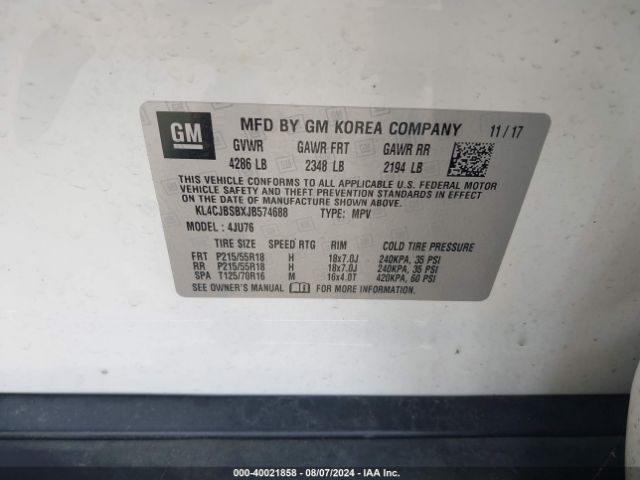 GM
MFD BY GM KOREA COMPANY 11/17
GVWR GAWR FRT GAWR RR
4286 LB 2348 LB 2194 LB
THIS VEHICLE CONFORMS TO ALL APPLICABLE U.S. FEDERAL MOTOR
VEHICLE SAFETY AND THEFT PREVENTION STANDARDS IN EFFECT
ON THE DATE OF MANUFACTURE SHOWN ABOVE.
KL4CJBSBXJB574688 TYPE: MPV
MODEL : 4JU76
TIRE SIZE SPEED RTG RIM COLD TIRE PRESSURE
FRT P215/55R18 H 18x7.0J 240KPA, 35 PSI
RR P215/55R18 H 18x7.0J 240KPA, 35 PSI
SPA T125/70R16 M 16x4.0T 420KPA, 60 PSI
SEE OWNER'S MANUAL FOR MORE INFORMATION.
000-40021858 - 08/07/2024 - IAA Inc.